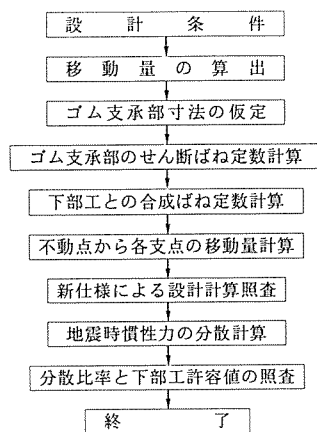 設計条件
移動量の算出
ゴム支承部寸法の仮定
ゴム支承部のせん断ばね定数計算
下部工との合成ばね定数計算
不動点から各支点の移動量計算
新仕様による設計計算照査
地震時慣性力の分散計算
分散比率と下部工許容値の照査
終了